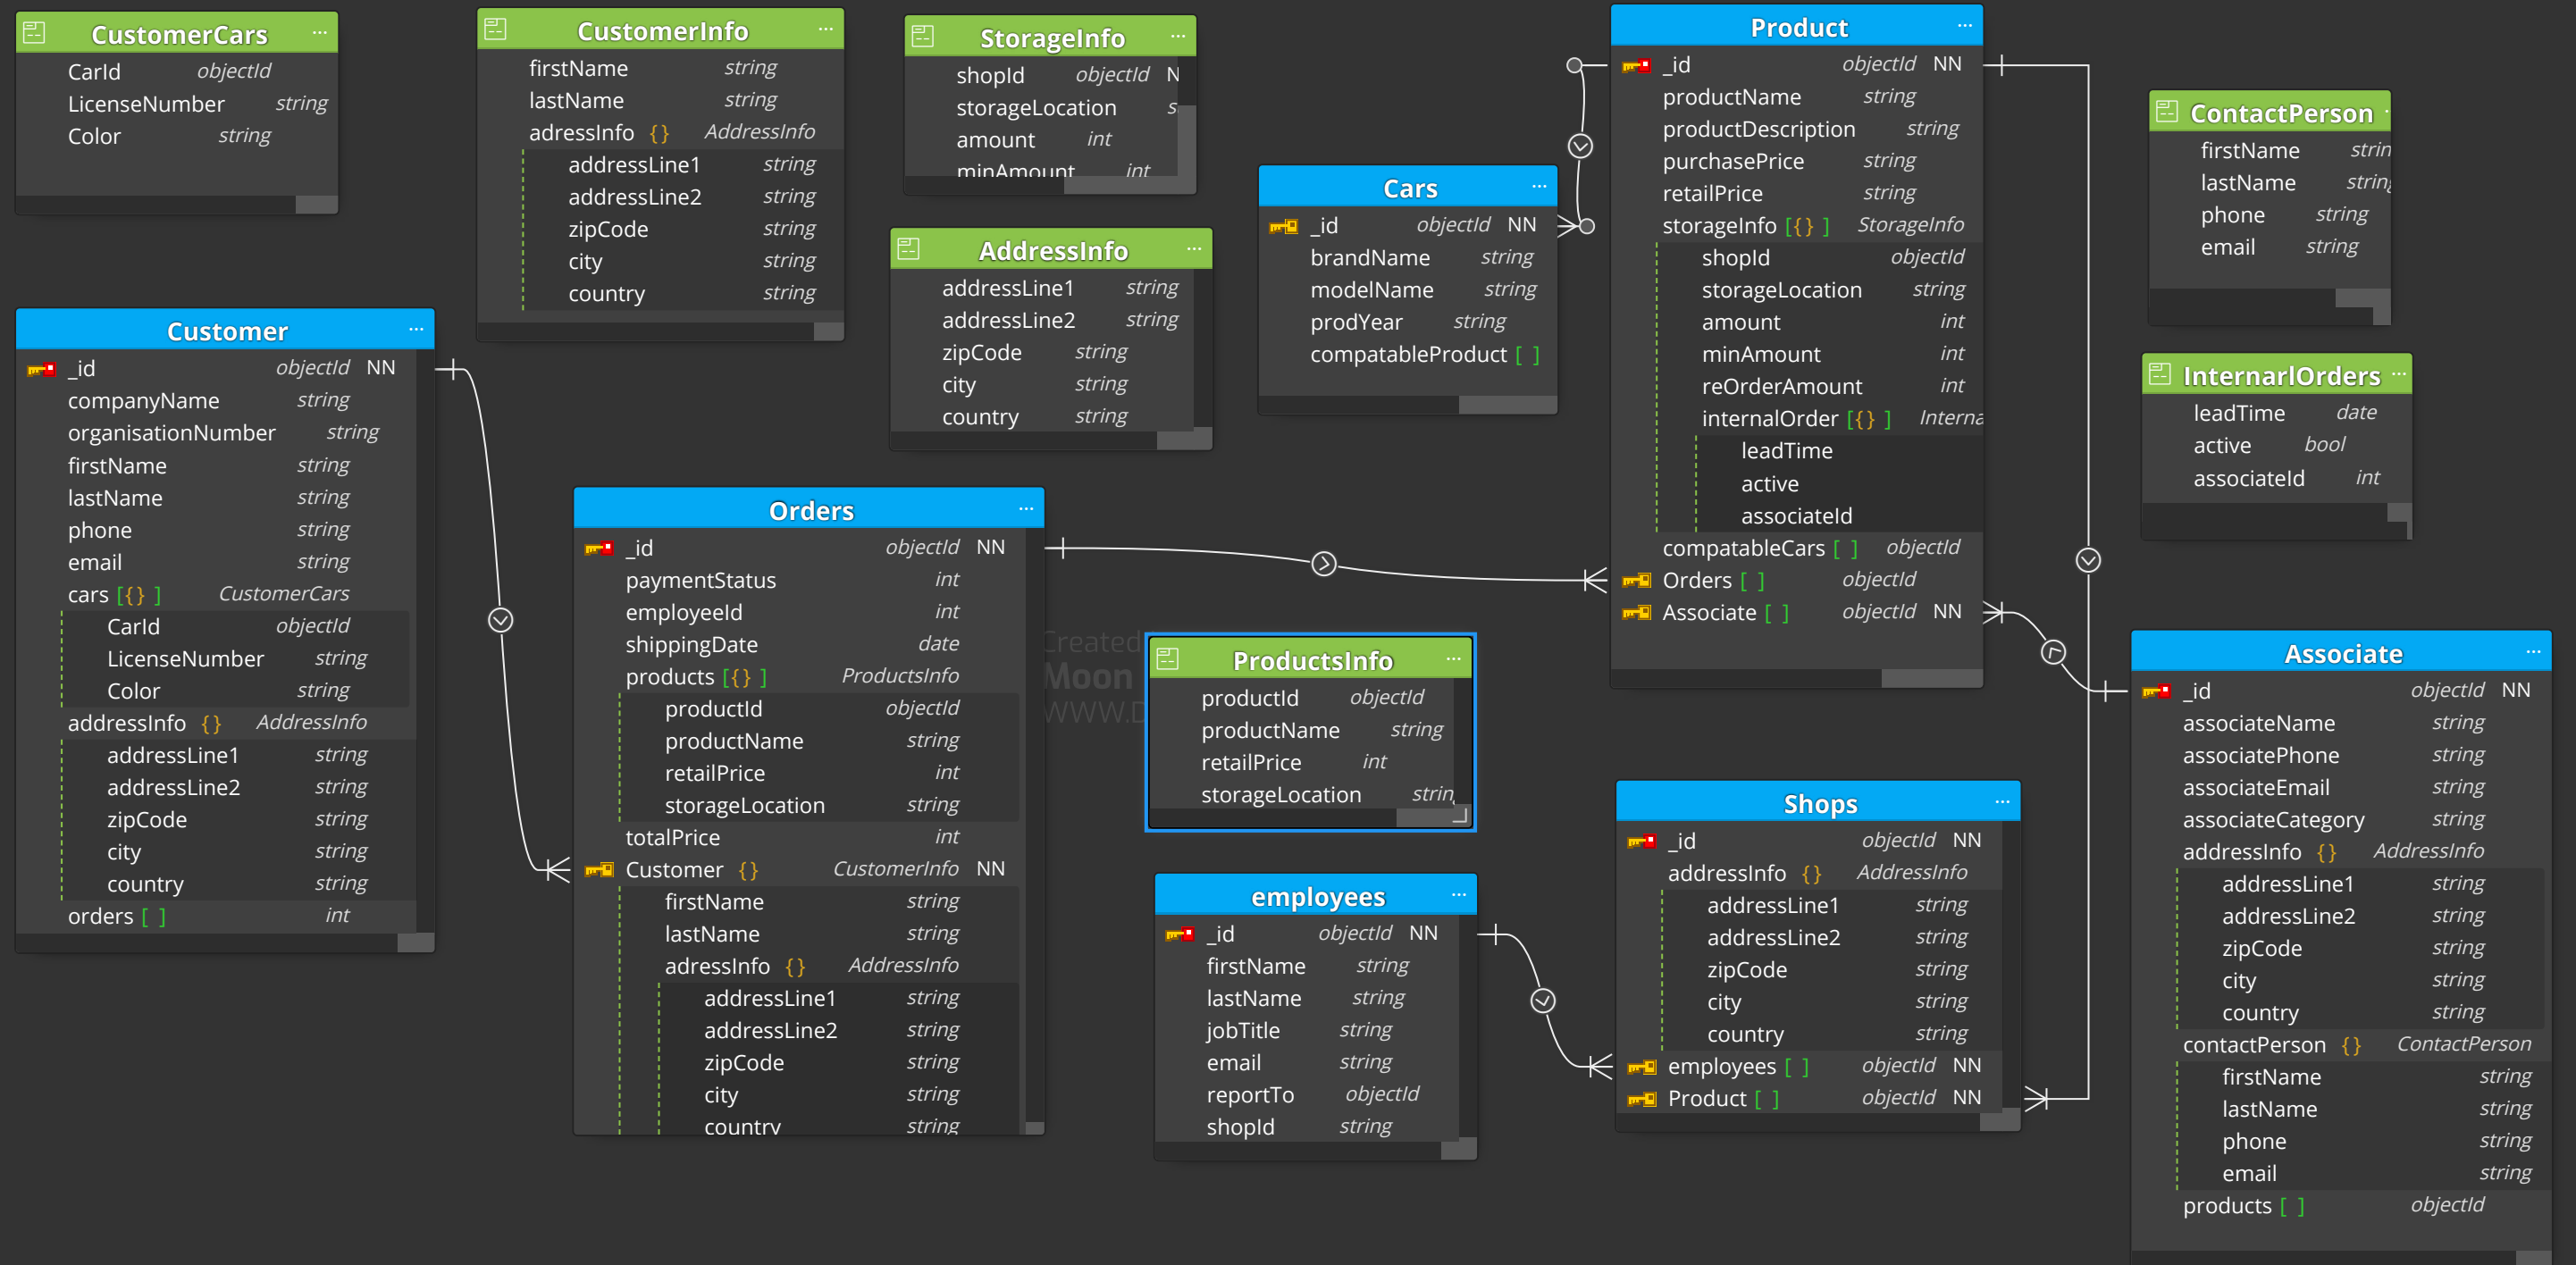 CustomerCars ...
CarId objectId
LicenseNumber string
Color string
CustomerInfo ...
firstName string
lastName string
adressInfo {} AddressInfo
addressLine1 string
addressLine2 string
zipCode string
city string
country string
StorageInfo ...
shopId objectId N
storageLocation s
amount int
minAmount int
AddressInfo ...
addressLine1 string
addressLine2 string
zipCode string
city string
country string
Cars ...
_id objectId NN
brandName string
modelName string
prodYear string
compatableProduct [ ]
Product ...
_id objectId NN
productName string
productDescription string
purchasePrice string
retailPrice string
storageInfo [{} ] StorageInfo
shopId objectId
storageLocation string
amount int
minAmount int
reOrderAmount int
internalOrder [{} ] Interna
leadTime
active
associateId
compatableCars [ ] objectId
Orders [ ] objectId
Associate [ ] objectId NN
ContactPerson
firstName strin
lastName string
phone string
email string
InternarlOrders ...
leadTime date
active bool
associateId int
Customer ...
_id objectId NN
companyName string
organisationNumber string
firstName string
lastName string
phone string
email string
cars [{} ] CustomerCars
CarId objectId
LicenseNumber string
Color string
addressInfo {} AddressInfo
addressLine1 string
addressLine2 string
zipCode string
city string
country string
orders [ ] int
Orders ...
_id objectId NN
paymentStatus int
employeeId int
shippingDate date
products [{} ] ProductsInfo
productId objectId
productName string
retailPrice int
storageLocation string
totalPrice int
Customer {} CustomerInfo NN
firstName string
lastName string
adressInfo {} AddressInfo
addressLine1 string
addressLine2 string
zipCode string
city string
country string
Created
Moon
WWW.D
ProductsInfo ...
productId objectId
productName string
retailPrice int
storageLocation strin
employees ...
_id objectId NN
firstName string
lastName string
jobTitle string
email string
reportTo objectId
shopId string
Shops ...
_id objectId NN
addressInfo {} AddressInfo
addressLine1 string
addressLine2 string
zipCode string
city string
country string
employees [ ] objectId NN
Product [ ] objectId NN
Associate ...
_id objectId NN
associateName string
associatePhone string
associateEmail string
associateCategory string
addressInfo {} AddressInfo
addressLine1 string
addressLine2 string
zipCode string
city string
country string
contactPerson {} ContactPerson
firstName string
lastName string
phone string
email string
products [ ] objectId